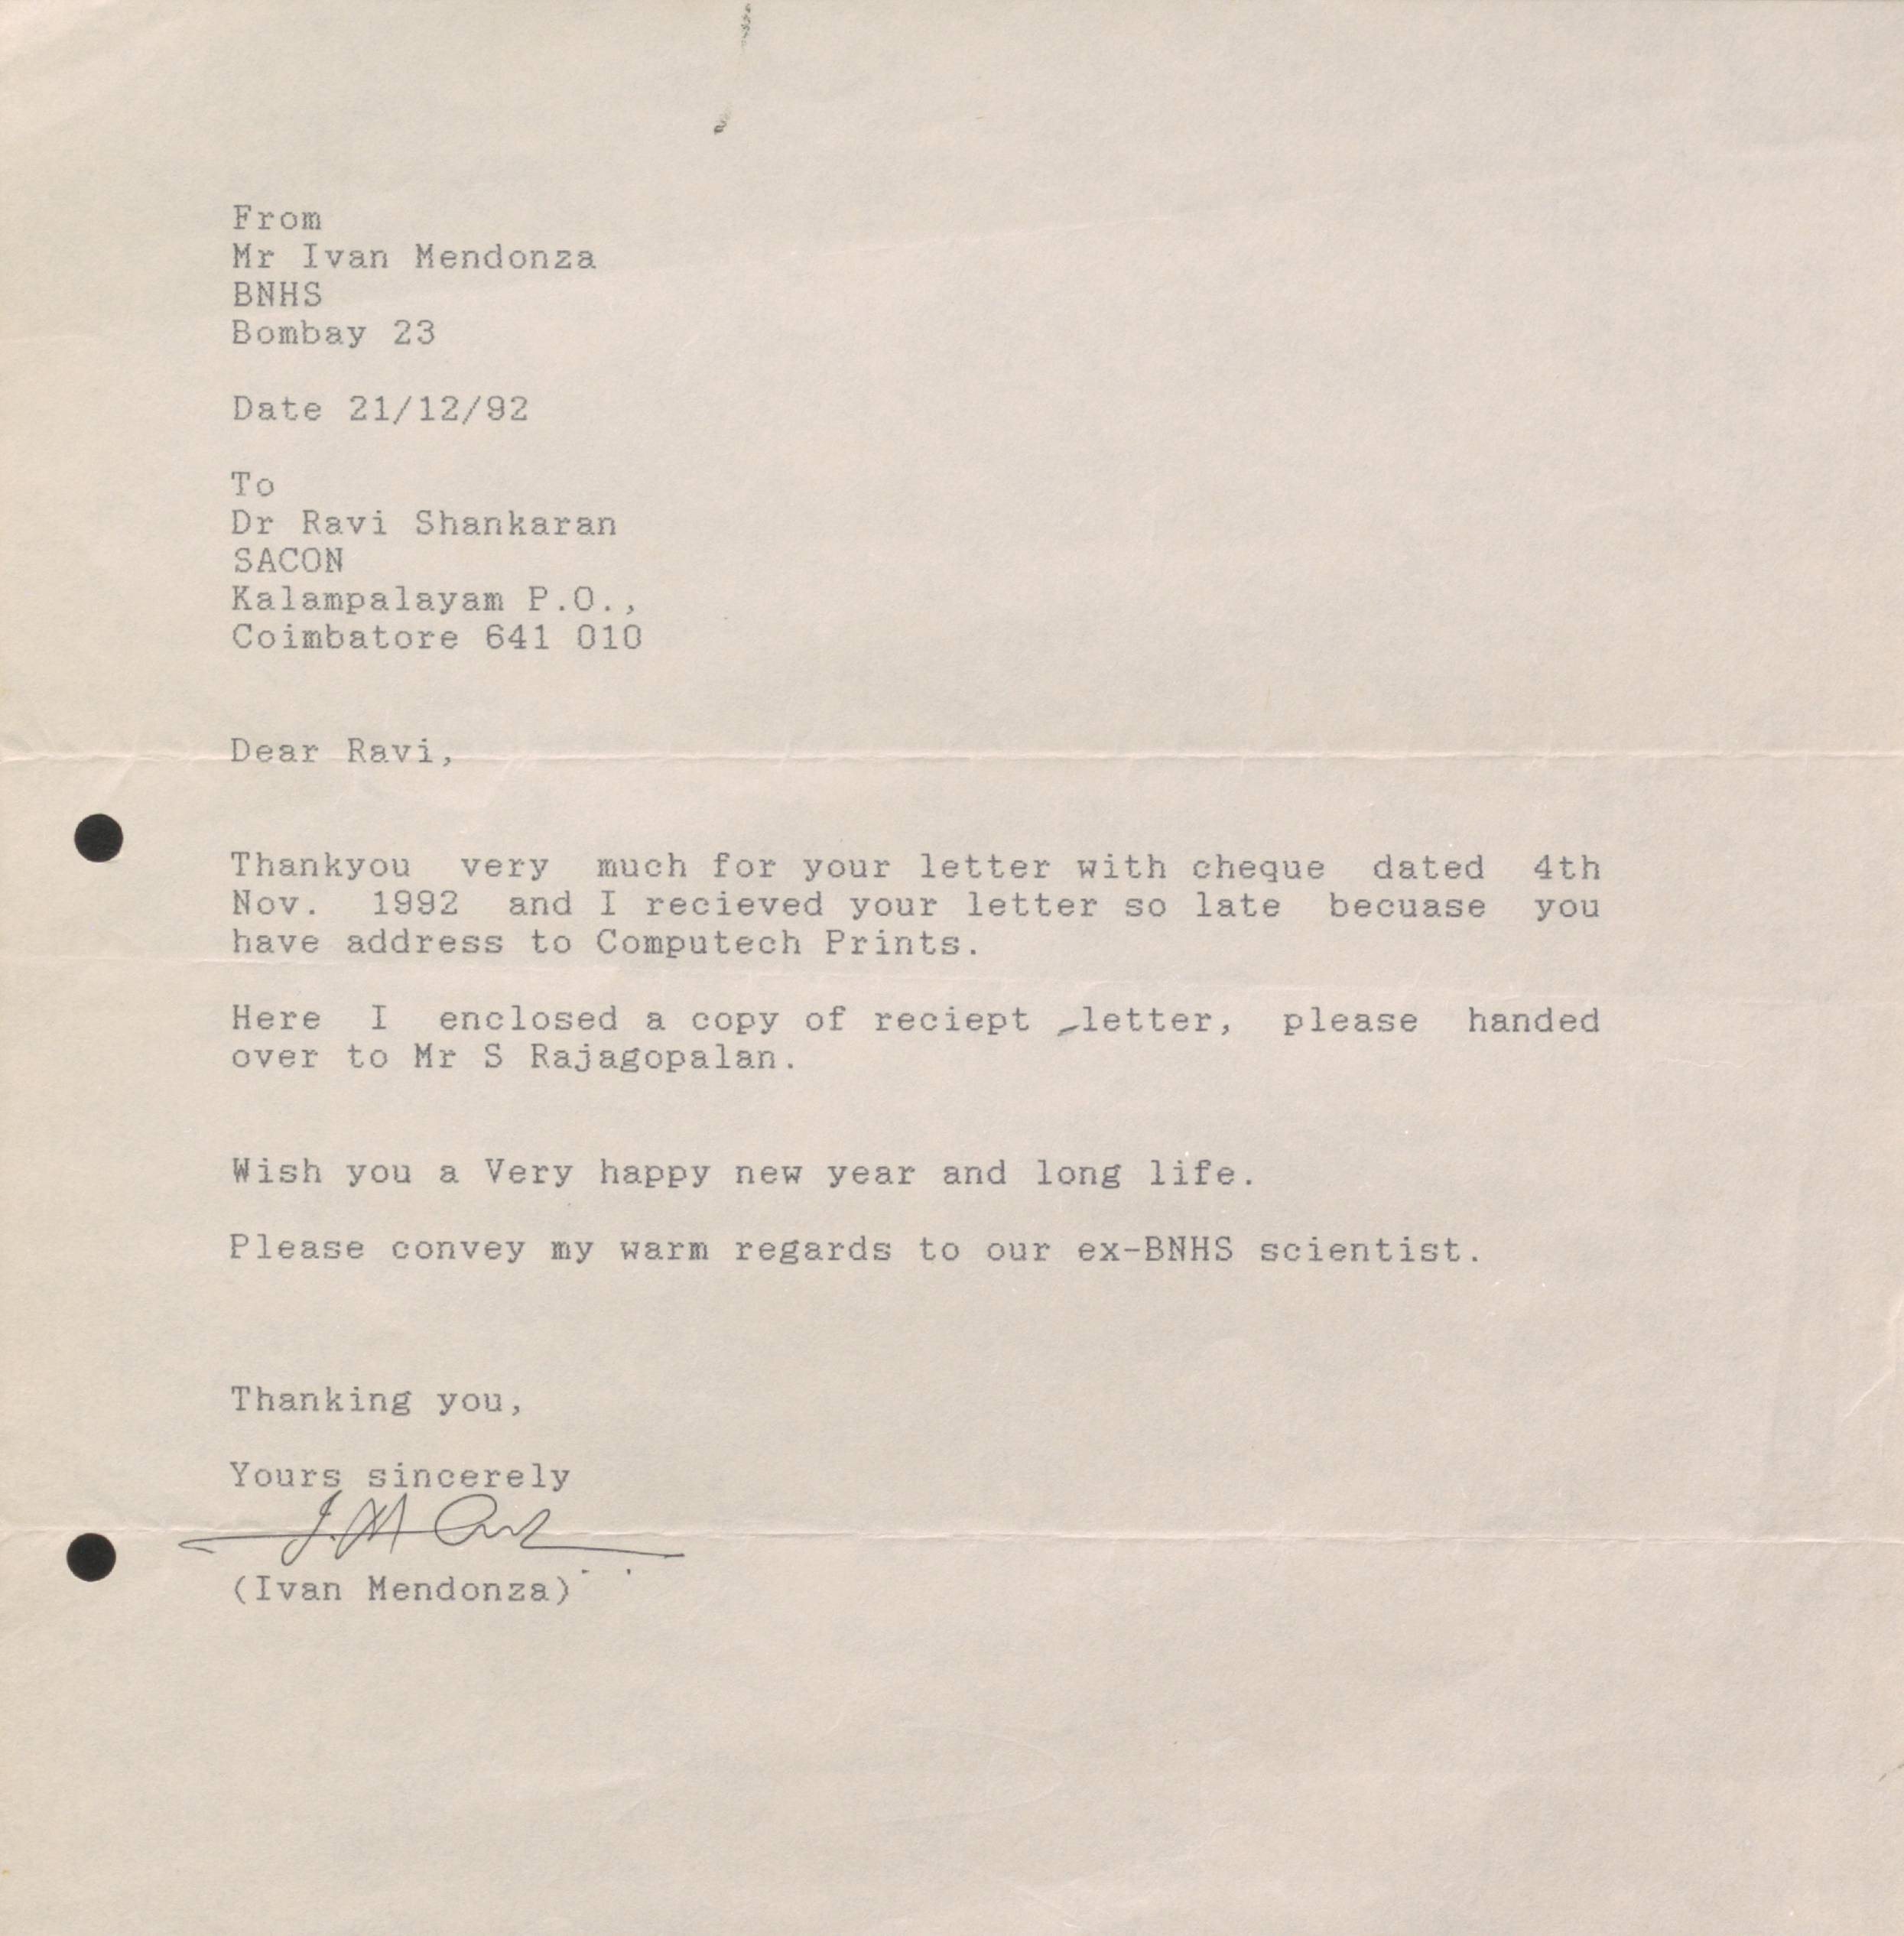 From
Mr Ivan Mendonza
BNHS
Bombay 23
Date 21/12/92
To
Dr Ravi Shankaran
SACON
Kalampalayam P.O.,
Coimbatore 641 010
Dear Ravi,
Thankyou very much for your letter with cheque dated 4th
Nov. 1992 and I recieved your letter so late becuase you
have address to Computech Prints.
Here I enclosed a copy of reciept letter, please handed
over to Mr S Rajagopalan.
Wish you a Very happy new year and long life.
Please convey my warm regards to our ex-BNHS scientist.
Thanking you,
Yours sincerely
(Ivan Mendonza)